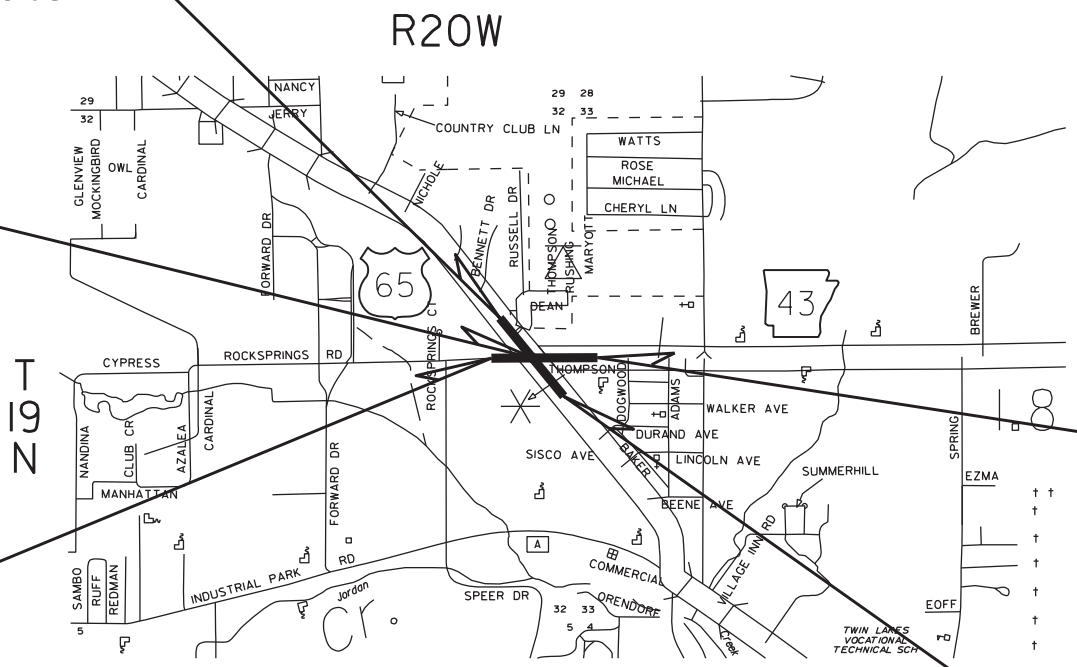 R20W
NANCY
29
29 28
JERRY
32
32 33
COUNTRY CLUB LN
WATTS
GLENVIEW
MOCKINGBIRD
OWL
CARDINAL
ROSE
MICHAEL
NICHOLE
CHERYL LN
FORWARD DR
BENNETT DR
RUSSELL DR
THOMPSON
RUSHING
MARYOTT
65
43
DEAN
BREWER
ROCKSPRINGS CT
CYPRESS
ROCKSPRINGS RD
THOMPSON
T
19
N
18
DOGWOOD
ADAMS
WALKER AVE
CARDINAL
NANDINA
CLUB CR
AZALEA
DURAND AVE
SPRING
SISCO AVE
BAKER
LINCOLN AVE
SUMMERHILL
EZMA
MANHATTAN
FORWARD DR
BEENE AVE
VILLAGE INN RD
A
INDUSTRIAL PARK RD
COMMERCIAL
SAMBO
RUFF
REDMAN
Jordan
Cr.
SPEER DR
ORENDORF
32 33
EOFF
5
5 4
Creek
TWIN LAKES
VOCATIONAL
TECHNICAL SCH